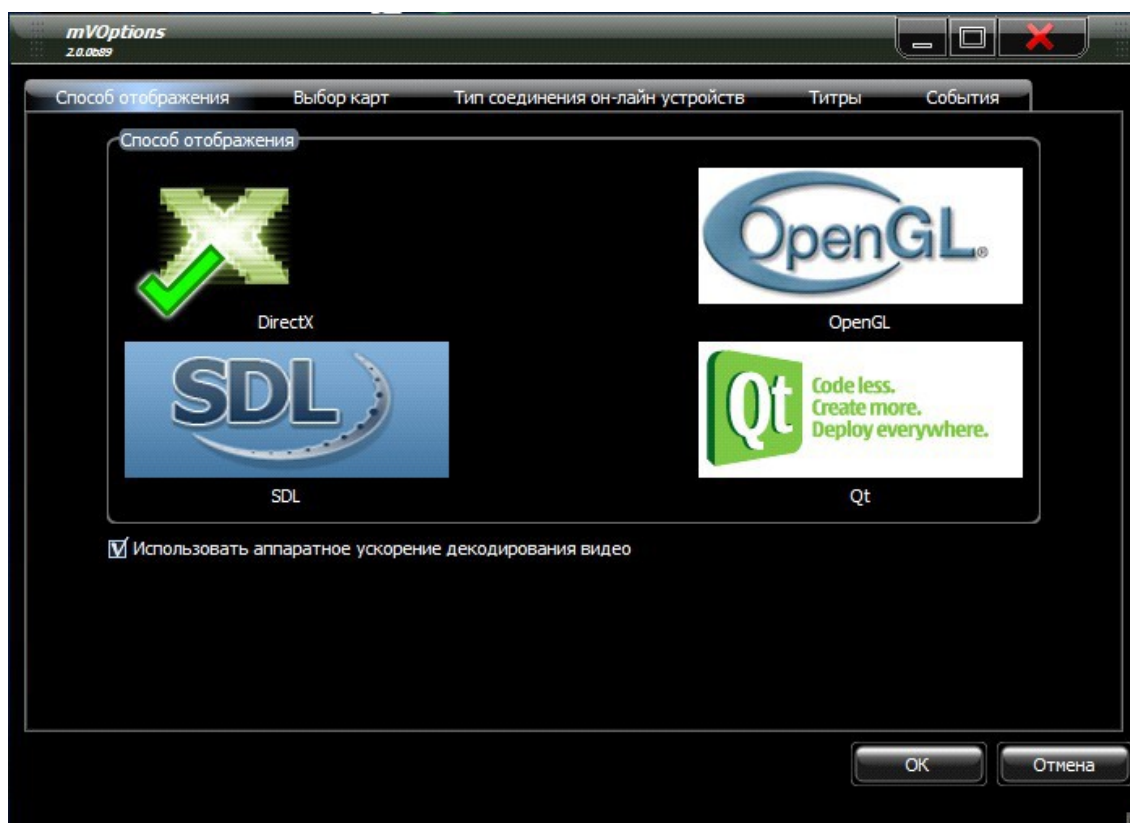 mVOptions
2.0.0b89
Способ отображения Выбор карт Тип соединения он-лайн устройств Титры События
Способ отображения
OpenGL®
DirectX OpenGL
SDL
Qt Code less.
Create more.
Deploy everywhere.
SDL Qt
Использовать аппаратное ускорение декодирования видео
OK Отмена